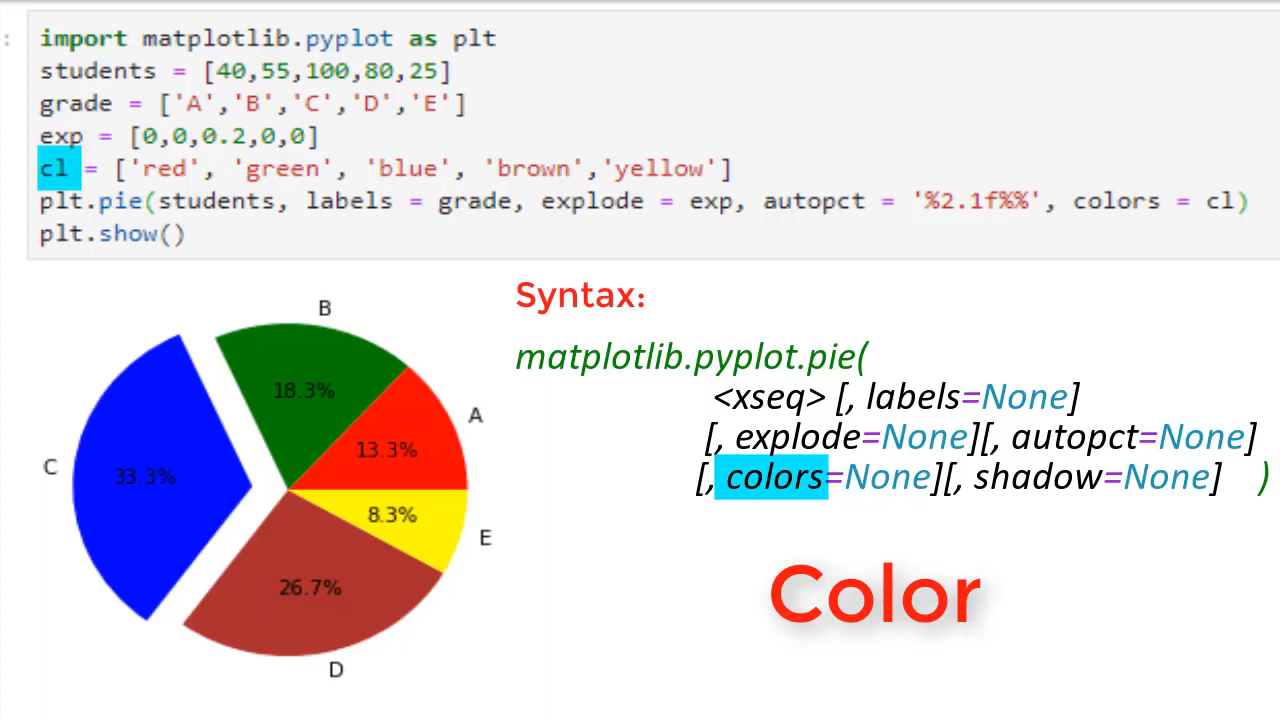 :
import matplotlib.pyplot as plt
students = [40,55,100,80,25]
grade = ['A','B','C','D','E']
exp = [0,0,0.2,0,0]
cl = ['red', 'green', 'blue', 'brown','yellow']
plt.pie(students, labels = grade, explode = exp, autopct = '%2.1f%%', colors = cl)
plt.show()
Syntax:
matplotlib.pyplot.pie(
<xseq> [, labels=None]
[, explode=None][, autopct=None]
[, colors=None][, shadow=None] )
Color
B
18.3%
A
13.3%
C
33.3%
8.3%
E
26.7%
D